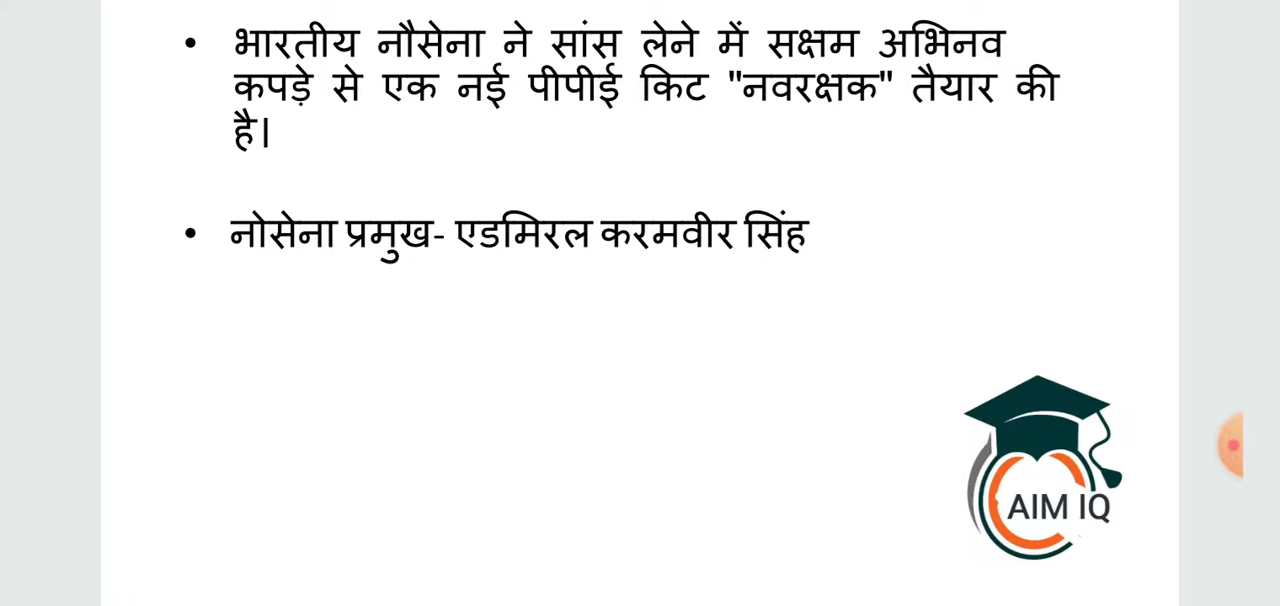 • भारतीय नौसेना ने सांस लेने में सक्षम अभिनव
कपड़े से एक नई पीपीई किट "नवरक्षक" तैयार की
है।
• नोसेना प्रमुख- एडमिरल करमवीर सिंह
AIM IQ